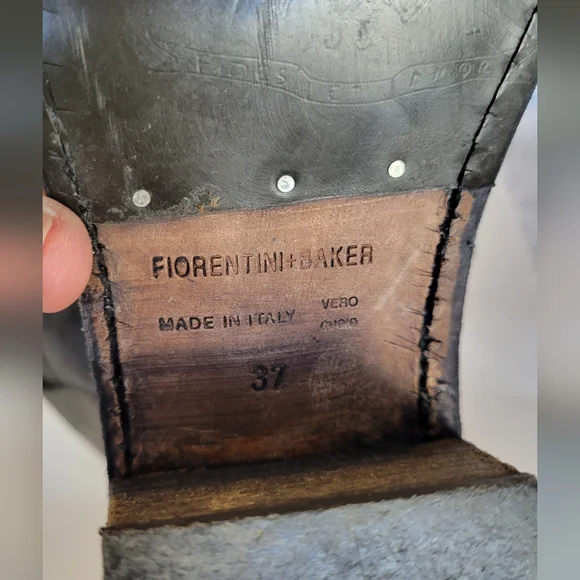 FIORENTINI+BAKER
MADE IN ITALY
VERO
CUOIO
37